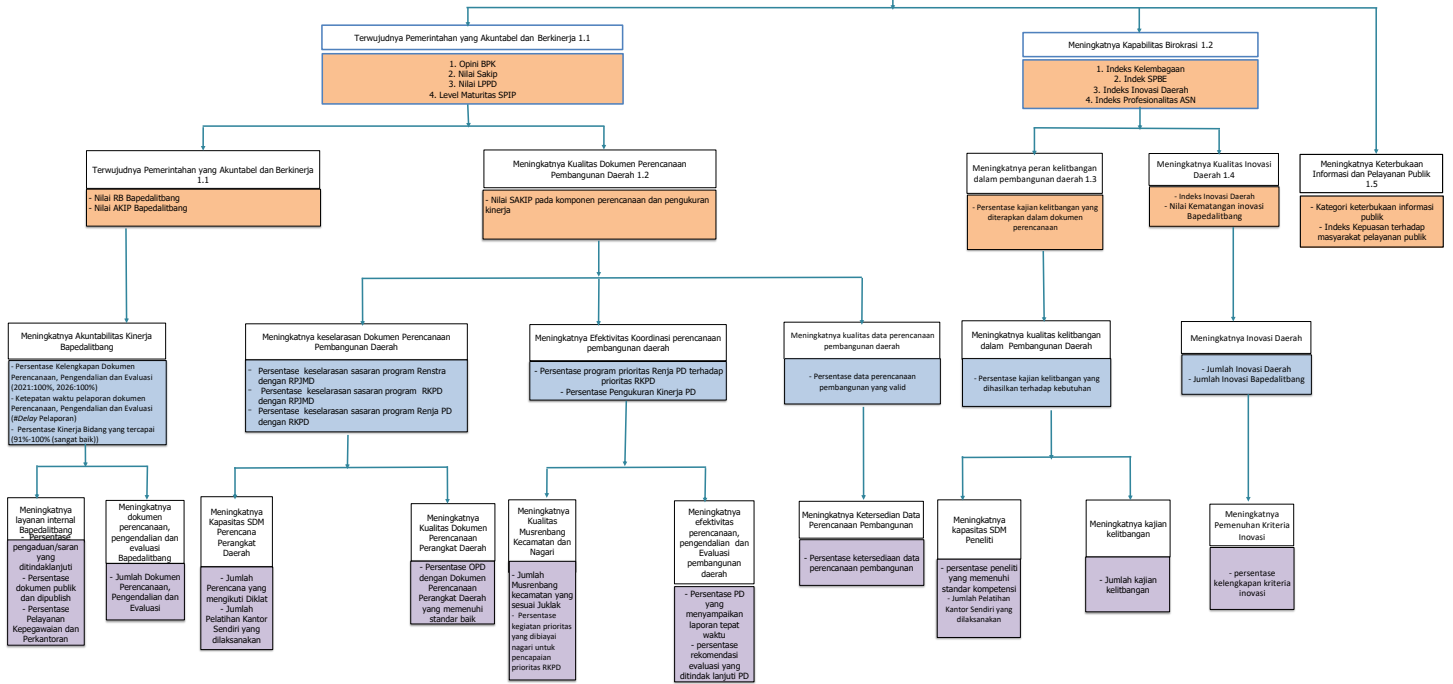 Terwujudnya Pemerintahan yang Akuntabel dan Berkinerja 1.1
1. Opini BPK
2. Nilai Sakip
3. Nilai LPPD
4. Level Maturitas SPIP
Meningkatnya Kapabilitas Birokrasi 1.2
1. Indeks Kelembagaan
2. Indek SPBE
3. Indeks Inovasi Daerah
4. Indeks Profesionalitas ASN
Terwujudnya Pemerintahan yang Akuntabel dan Berkinerja
1.1
- Nilai RB Bapedalitbang
- Nilai AKIP Bapedalitbang
Meningkatnya Kualitas Dokumen Perencanaan
Pembangunan Daerah 1.2
- Nilai SAKIP pada komponen perencanaan dan pengukuran
kinerja
Meningkatnya peran kelitbangan
dalam pembangunan daerah 1.3
- Persentase kajian kelitbangan yang
diterapkan dalam dokumen
perencanaan
Meningkatnya Kualitas Inovasi
Daerah 1.4
- Indeks Inovasi Daerah
- Nilai Kematangan inovasi
Bapedalitbang
Meningkatnya Keterbukaan
Informasi dan Pelayanan Publik
1.5
- Kategori keterbukaan informasi
publik
- Indeks Kepuasan terhadap
masyarakat pelayanan publik
Meningkatnya Akuntabilitas Kinerja
Bapedalitbang
- Persentase Kelengkapan Dokumen
Perencanaan, Pengendalian dan Evaluasi
(2021:100%, 2026:100%)
- Ketepatan waktu pelaporan dokumen
Perencanaan, Pengendalian dan Evaluasi
(#Delay Pelaporan)
- Persentase Kinerja Bidang yang tercapai
(91%-100% (sangat baik))
Meningkatnya keselarasan Dokumen Perencanaan
Pembangunan Daerah
- Persentase keselarasan sasaran program Renstra
dengan RPJMD
- Persentase keselarasan sasaran program RKPD
dengan RPJMD
- Persentase keselarasan sasaran program Renja PD
dengan RKPD
Meningkatnya Efektivitas Koordinasi perencanaan
pembangunan daerah
- Persentase program prioritas Renja PD terhadap
prioritas RKPD
- Persentase Pengukuran Kinerja PD
Meningkatnya kualitas data perencanaan
pembangunan daerah
- Persentase data perencanaan
pembangunan yang valid
Meningkatnya kualitas kelitbangan
dalam Pembangunan Daerah
- Persentase kajian kelitbangan yang
dihasilkan terhadap kebutuhan
Meningkatnya Inovasi Daerah
- Jumlah Inovasi Daerah
- Jumlah Inovasi Bapedalitbang
Meningkatnya
layanan internal
Bapedalitbang
- Persentase
pengaduan/saran
yang
ditindaklanjuti
- Persentase
dokumen publik
dan dipublish
- Persentase
Pelayanan
Kepegawaian dan
Perkantoran
Meningkatnya
dokumen
perencanaan,
pengendalian dan
evaluasi
Bapedalitbang
- Jumlah Dokumen
Perencanaan,
Pengendalian dan
Evaluasi
Meningkatnya
Kapasitas SDM
Perencana
Perangkat
Daerah
- Jumlah
Perencana yang
mengikuti Diklat
- Jumlah
Pelatihan Kantor
Sendiri yang
dilaksanakan
Meningkatnya
Kualitas Dokumen
Perencanaan
Perangkat Daerah
- Persentase OPD
dengan Dokumen
Perencanaan
Perangkat Daerah
yang memenuhi
standar baik
Meningkatnya
Kualitas
Musrenbang
Kecamatan dan
Nagari
- Jumlah
Musrenbang
kecamatan yang
sesuai Juklak
- Persentase
kegiatan prioritas
yang dibiayai
nagari untuk
pencapaian
prioritas RKPD
Meningkatnya
efektivitas
perencanaan,
pengendalian dan
Evaluasi
pembangunan
daerah
- Persentase PD
yang
menyampaikan
laporan tepat
waktu
- persentase
rekomendasi
evaluasi yang
ditindak lanjuti PD
Meningkatnya Ketersedian Data
Perencanaan Pembangunan
- Persentase ketersediaan data
perencanaan pembangunan
Meningkatnya
kapasitas SDM
Peneliti
- persentase peneliti
yang memenuhi
standar kompetensi
- Jumlah Pelatihan
Kantor Sendiri yang
dilaksanakan
Meningkatnya kajian
kelitbangan
- Jumlah kajian
kelitbangan
Meningkatnya
Pemenuhan Kriteria
Inovasi
- persentase
kelengkapan kriteria
inovasi